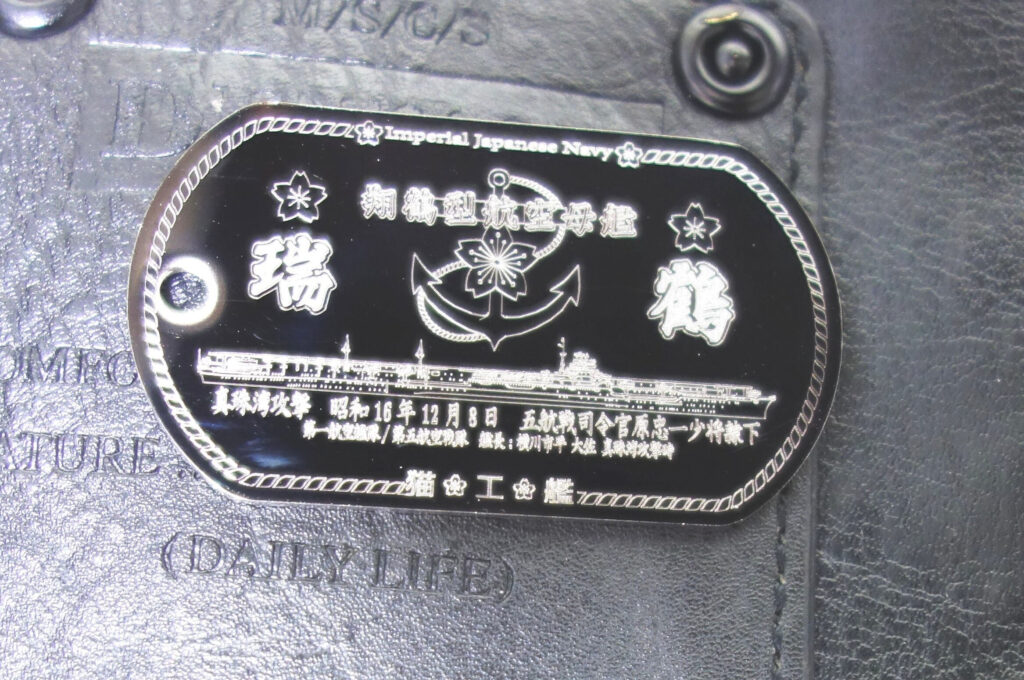 M/S/C/S
Imperial Japanese Navy
翔鶴型航空母艦
瑞鶴
真珠湾攻撃 昭和16年12月8日 五航戦司令官原忠一少将麾下
第一航空艦隊/第五航空戦隊 艦長:横川市平 大佐 真珠湾攻撃時
猫工艦
ATURE
(DAILY LIFE)